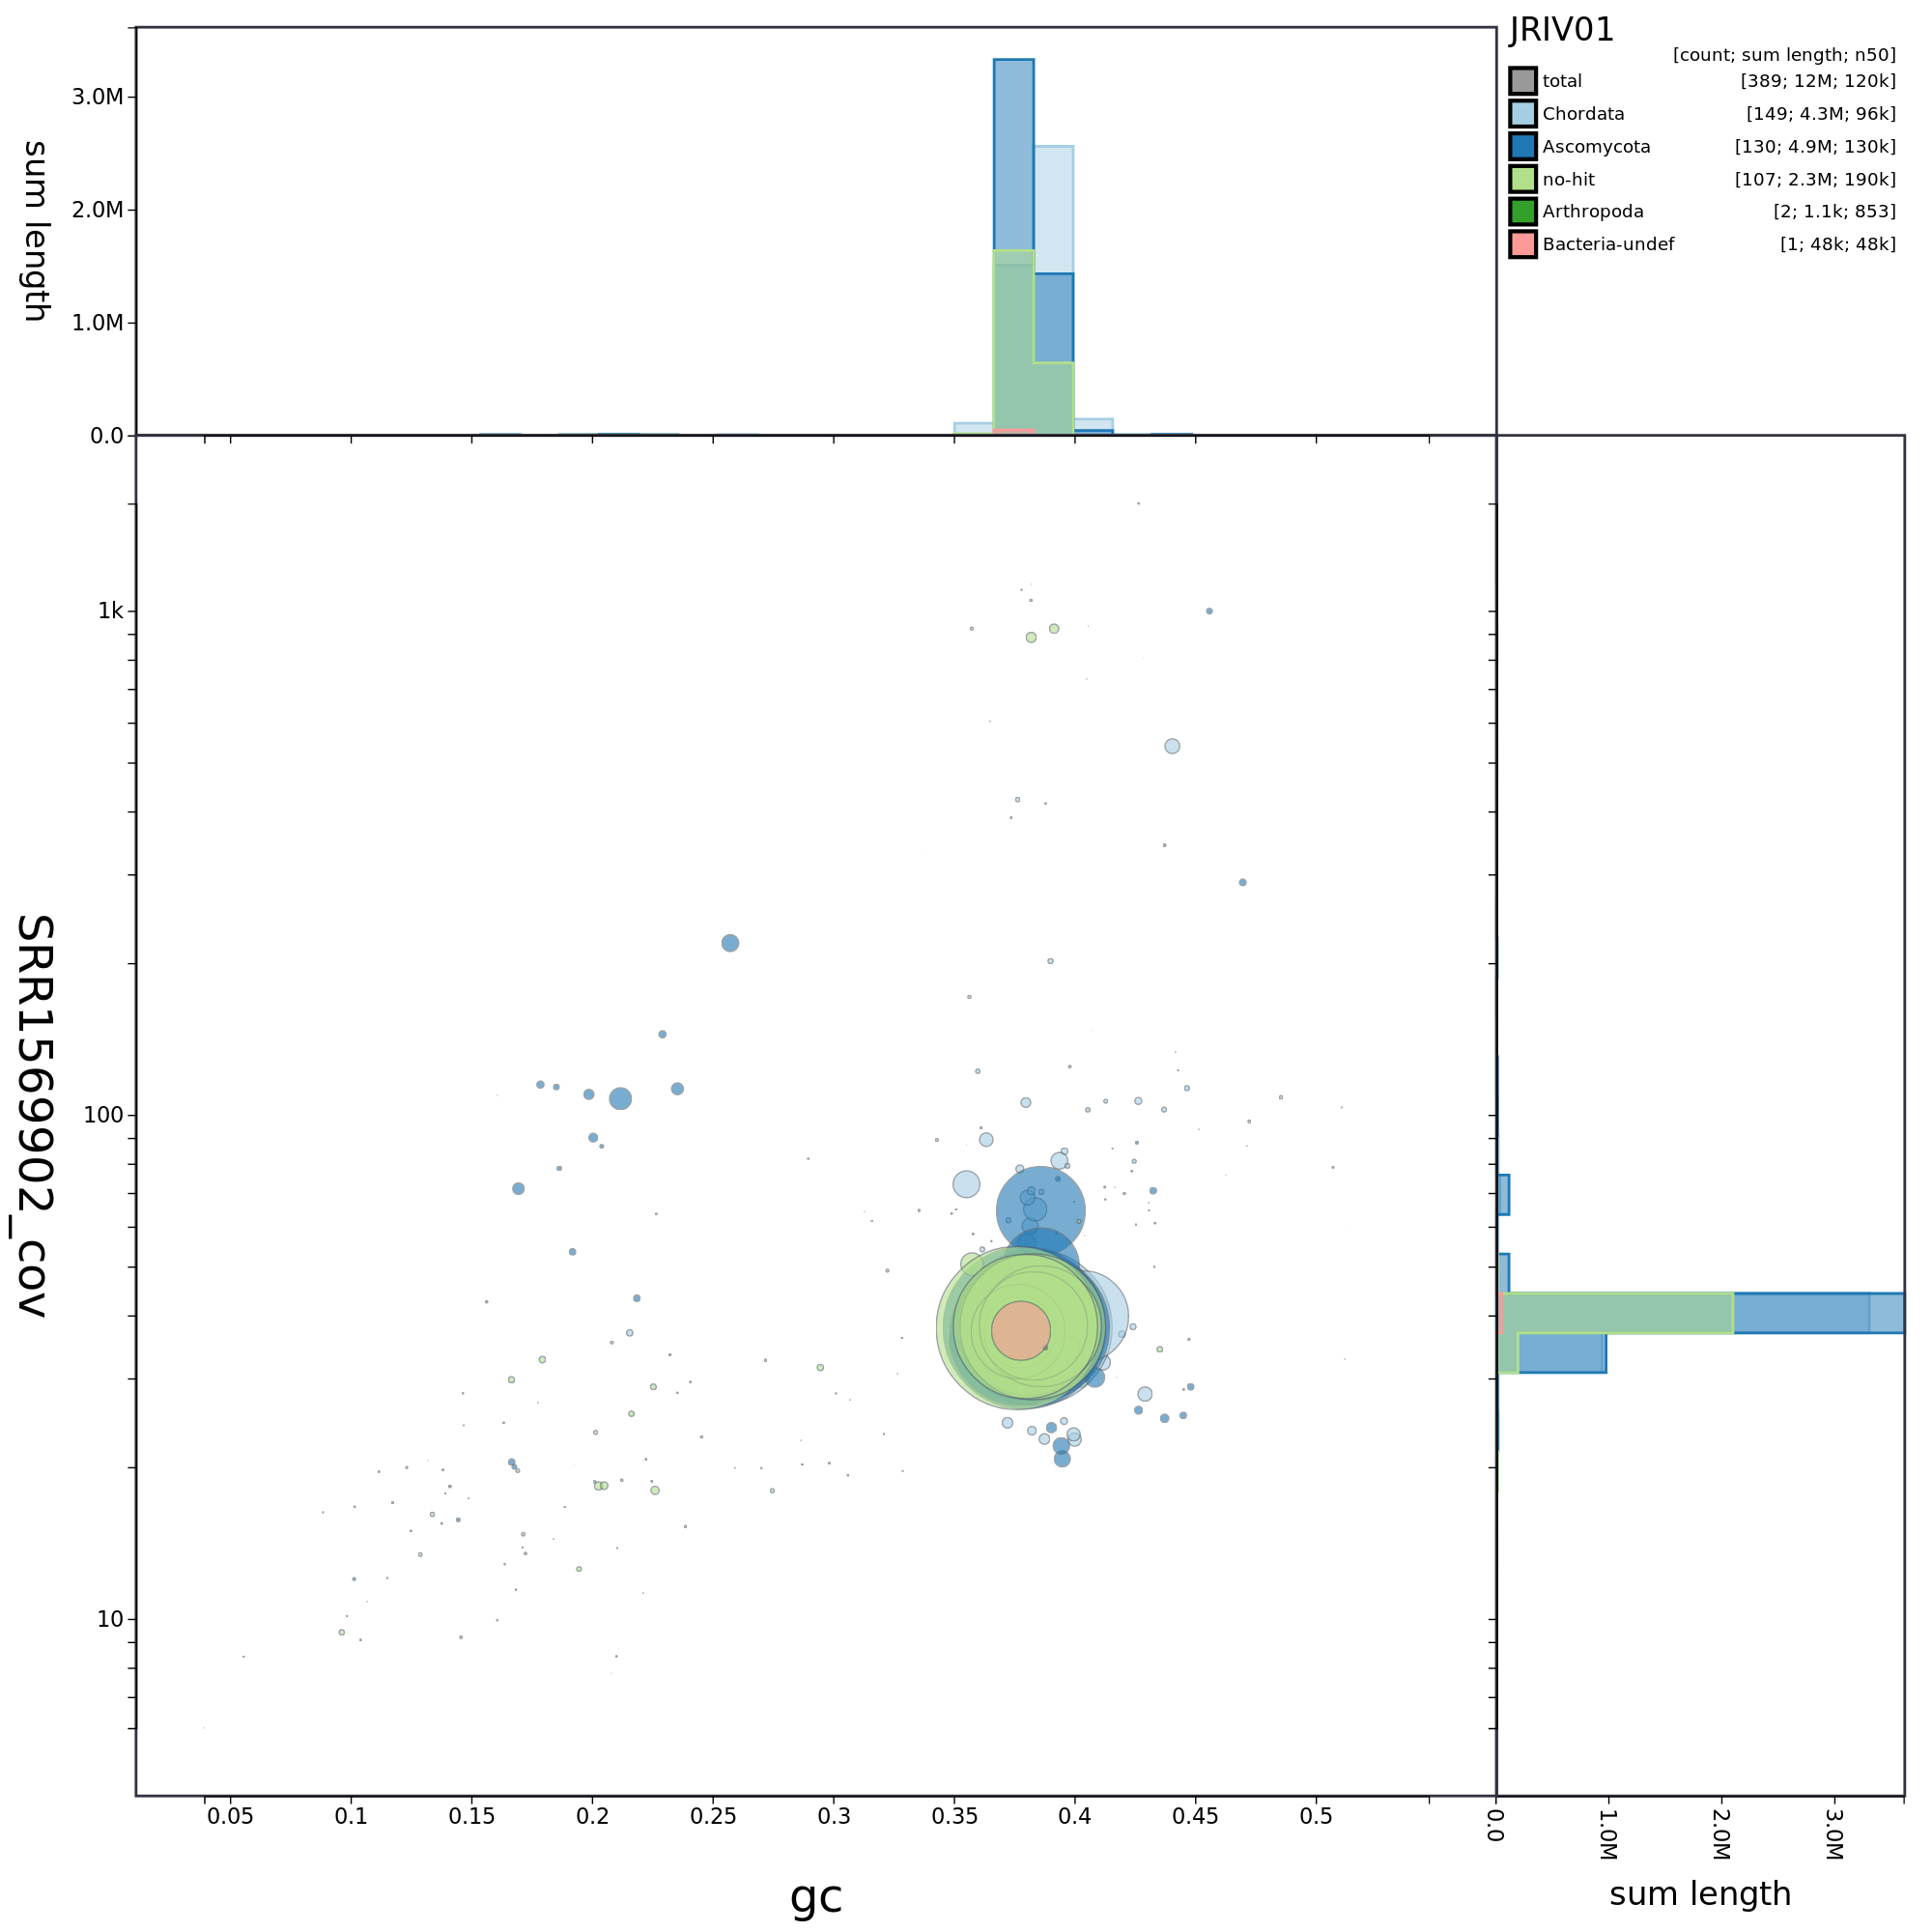 JRIV01
[count; sum length; n50]
total [389; 12M; 120k]
Chordata [149; 4.3M; 96k]
Ascomycota [130; 4.9M; 130k]
no-hit [107; 2.3M; 190k]
Arthropoda [2; 1.1k; 853]
Bacteria-undef [1; 48k; 48k]
sum length
3.0M
2.0M
1.0M
0.0
SRR1569902_cov
1k
100
10
0.05 0.1 0.15 0.2 0.25 0.3 0.35 0.4 0.45 0.5
gc
0.0 1.0M 2.0M 3.0M
sum length